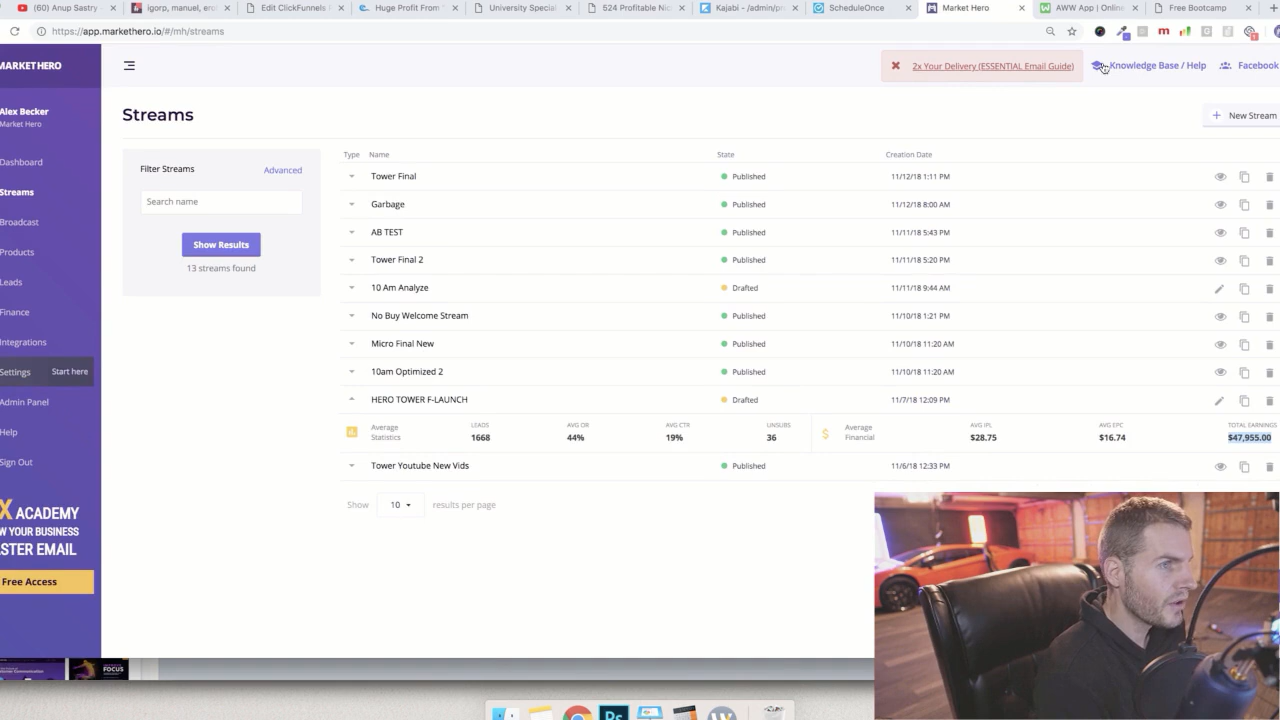 (60) Anup Sastry -
igorp, manuel, ero
Edit ClickFunnels
Huge Profit From
University Special
524 Profitable Nic
Kajabi - /admin/pr
ScheduleOnce
Market Hero
AWW App | Online
Free Bootcamp
https://app.markethero.io/#/mh/streams
MARKET HERO
2x Your Delivery (ESSENTIAL Email Guide)
Knowledge Base / Help
Facebook
Alex Becker
Market Hero
Dashboard
Streams
Broadcast
Products
Leads
Finance
Integrations
Settings
Start here
Admin Panel
Help
Sign Out
X ACADEMY
W YOUR BUSINESS
STER EMAIL
Free Access
Streams
New Stream
Filter Streams
Advanced
Search name
Show Results
13 streams found
Type Name State Creation Date
Tower Final Published 11/12/18 1:11 PM
Garbage Published 11/12/18 8:00 AM
AB TEST Published 11/11/18 5:43 PM
Tower Final 2 Published 11/11/18 5:20 PM
10 Am Analyze Drafted 11/11/18 9:44 AM
No Buy Welcome Stream Published 11/10/18 1:21 PM
Micro Final New Published 11/10/18 11:20 AM
10am Optimized 2 Published 11/10/18 11:20 AM
HERO TOWER F-LAUNCH Drafted 11/7/18 12:09 PM
Average Statistics
LEADS AVG OR AVG CTR UNSUBS
1668 44% 19% 36
$
Average Financial
AVG IPL AVG EPC TOTAL EARNINGS
$28.75 $16.74 $47,955.00
Tower Youtube New Vids Published 11/6/18 12:33 PM
Show 10 results per page
FOCUS
Ps
W